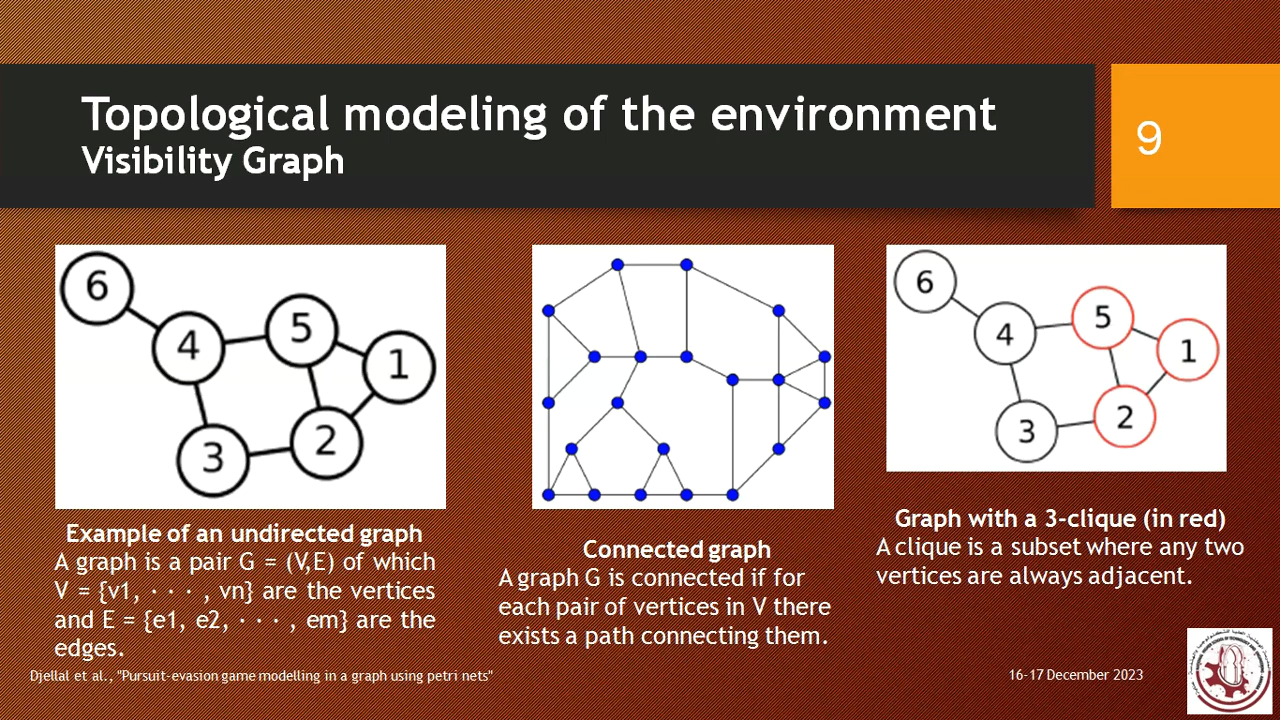 Topological modeling of the environment
Visibility Graph
9
6
4
5
1
3
2
6
4
5
1
3
2
Example of an undirected graph
A graph is a pair G = (V,E) of which
V = {v1, · · · , vn} are the vertices
and E = {e1, e2, · · · , em} are the
edges.
Connected graph
A graph G is connected if for
each pair of vertices in V there
exists a path connecting them.
Graph with a 3-clique (in red)
A clique is a subset where any two
vertices are always adjacent.
Djellal et al., "Pursuit-evasion game modelling in a graph using petri nets"
16-17 December 2023